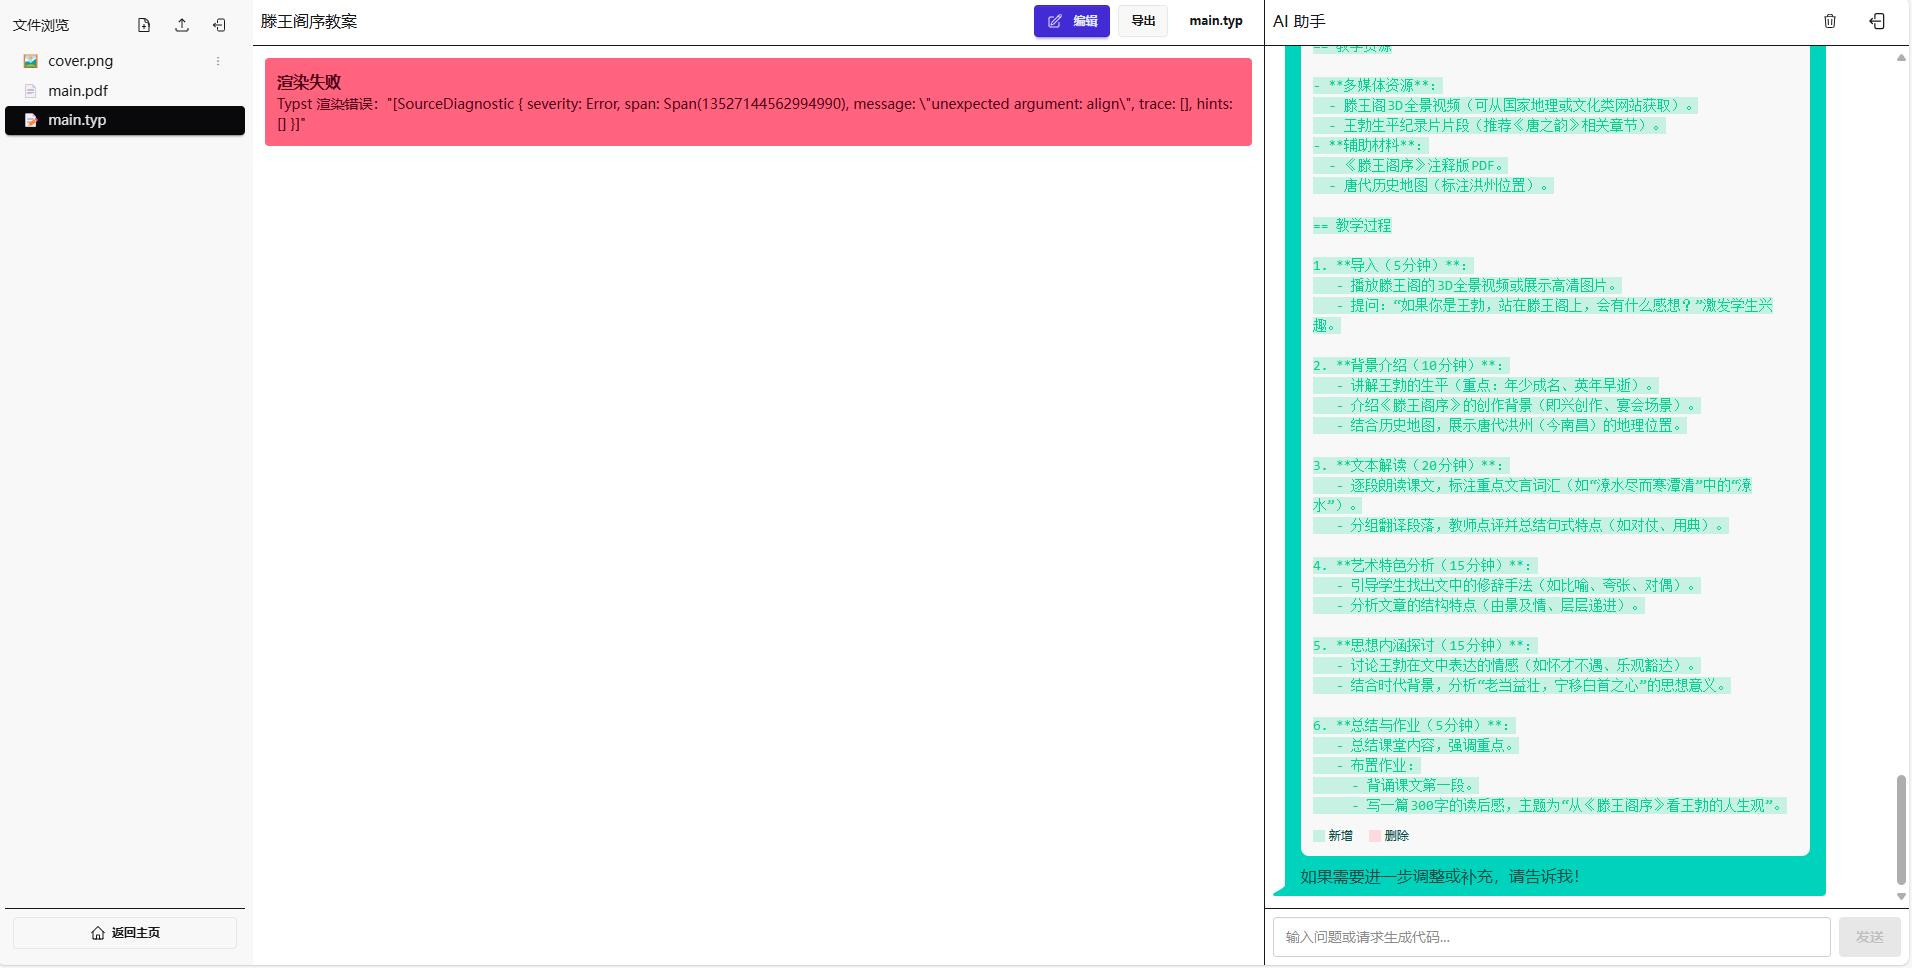 文件浏览
cover.png
main.pdf
main.typ
返回主页
滕王阁序教案
编辑
导出
main.typ
渲染失败
Typst 渲染错误："[SourceDiagnostic { severity: Error, span: Span(13527144562994990), message: \"unexpected argument: align\", trace: [], hints:
[] }]"
AI 助手
== 教学资源
- **多媒体资源**：
- 滕王阁3D全景视频（可从国家地理或文化类网站获取）。
- 王勃生平纪录片片段（推荐《唐之韵》相关章节）。
- **辅助材料**：
- 《滕王阁序》注释版PDF。
- 唐代历史地图（标注洪州位置）。
== 教学过程
1. **导入（5分钟）**：
- 播放滕王阁的3D全景视频或展示高清图片。
- 提问：“如果你是王勃，站在滕王阁上，会有什么感想？”激发学生兴
趣。
2. **背景介绍（10分钟）**：
- 讲解王勃的生平（重点：年少成名、英年早逝）。
- 介绍《滕王阁序》的创作背景（即兴创作、宴会场景）。
- 结合历史地图，展示唐代洪州（今南昌）的地理位置。
3. **文本解读（20分钟）**：
- 逐段朗读课文，标注重点文言词汇（如“潦水尽而寒潭清”中的“潦
水”）。
- 分组翻译段落，教师点评并总结句式特点（如对仗、用典）。
4. **艺术特色分析（15分钟）**：
- 引导学生找出文中的修辞手法（如比喻、夸张、对偶）。
- 分析文章的结构特点（由景及情、层层递进）。
5. **思想内涵探讨（15分钟）**：
- 讨论王勃在文中表达的情感（如怀才不遇、乐观豁达）。
- 结合时代背景，分析“老当益壮，宁移白首之心”的思想意义。
6. **总结与作业（5分钟）**：
- 总结课堂内容，强调重点。
- 布置作业：
- 背诵课文第一段。
- 写一篇300字的读后感，主题为“从《滕王阁序》看王勃的人生观”。
新增 删除
如果需要进一步调整或补充，请告诉我！
输入问题或请求生成代码...
发送